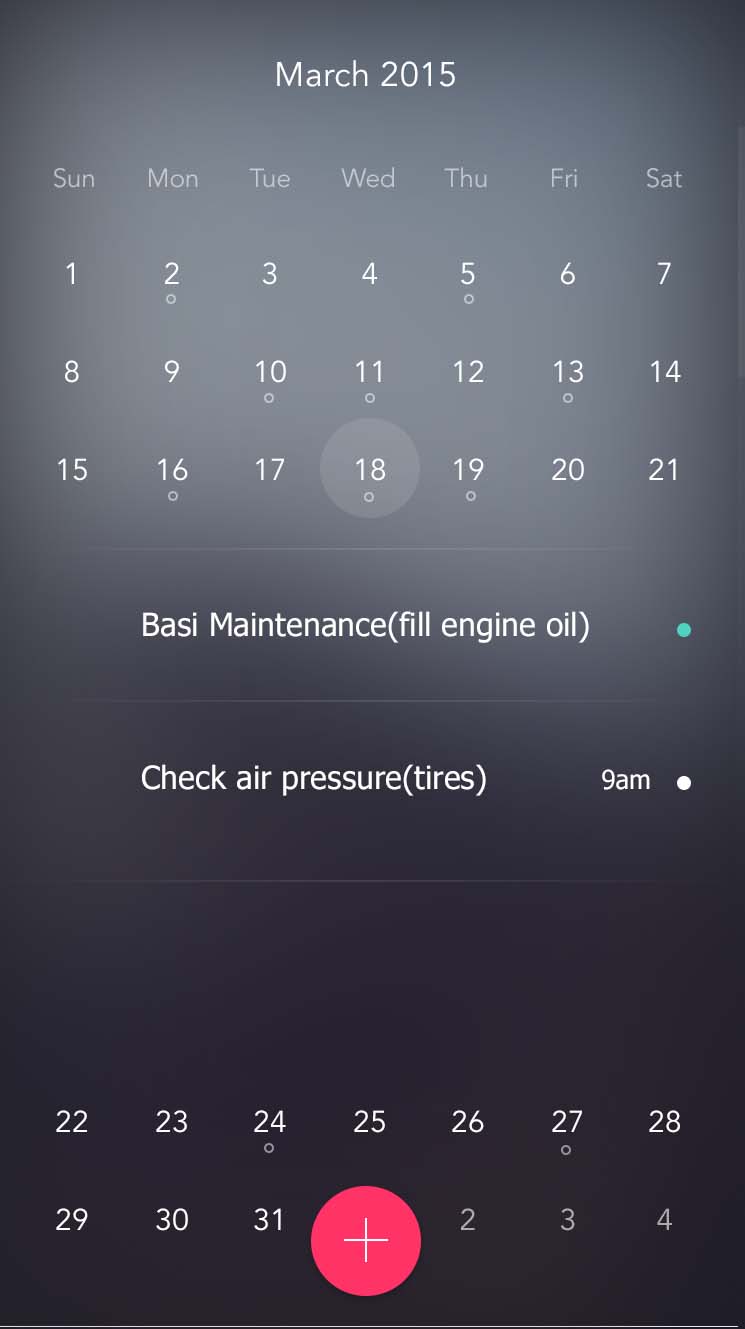 March 2015
Sun Mon Tue Wed Thu Fri Sat
1 2 3 4 5 6 7
8 9 10 11 12 13 14
15 16 17 18 19 20 21
Basi Maintenance(fill engine oil)
Check air pressure(tires) 9am
22 23 24 25 26 27 28
29 30 31 2 3 4